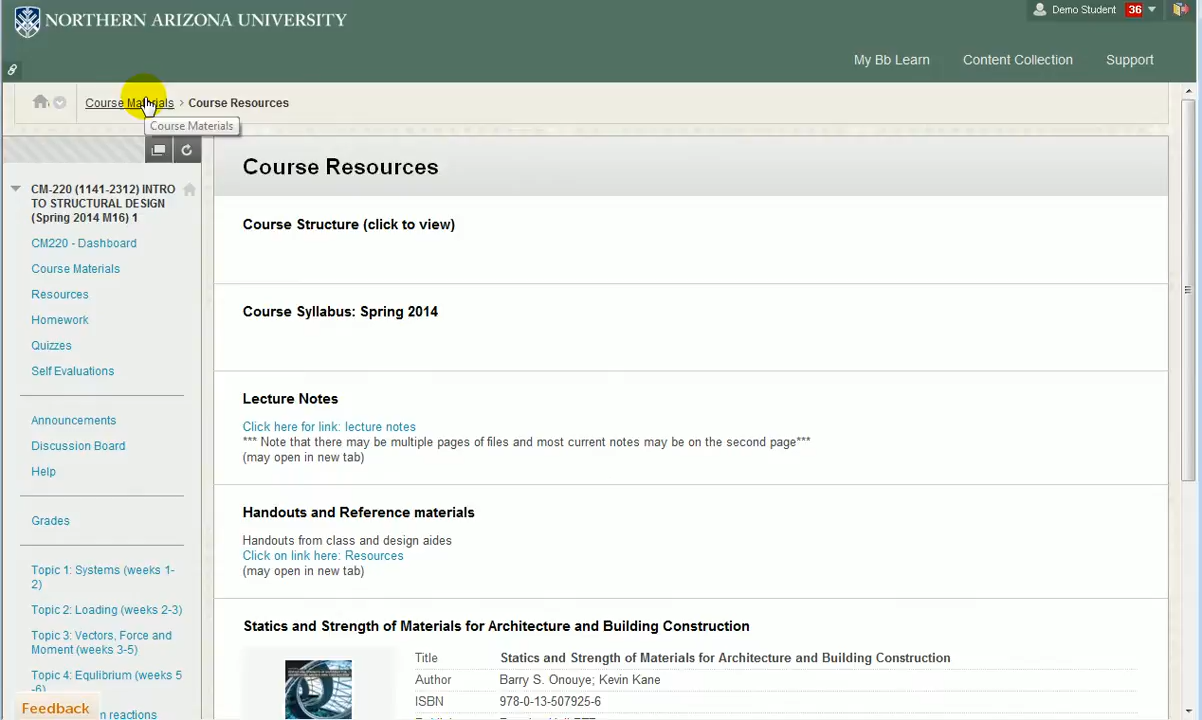 NORTHERN ARIZONA UNIVERSITY
Demo Student 36
My Bb Learn Content Collection Support
Course Materials > Course Resources
Course Materials
CM-220 (1141-2312) INTRO
TO STRUCTURAL DESIGN
(Spring 2014 M16) 1
CM220 - Dashboard
Course Materials
Resources
Homework
Quizzes
Self Evaluations
Announcements
Discussion Board
Help
Grades
Topic 1: Systems (weeks 1-
2)
Topic 2: Loading (weeks 2-3)
Topic 3: Vectors, Force and
Moment (weeks 3-5)
Topic 4: Equlibrium (weeks 5
-6)
reactions
Feedback
Course Resources
Course Structure (click to view)
Course Syllabus: Spring 2014
Lecture Notes
Click here for link: lecture notes
*** Note that there may be multiple pages of files and most current notes may be on the second page***
(may open in new tab)
Handouts and Reference materials
Handouts from class and design aides
Click on link here: Resources
(may open in new tab)
Statics and Strength of Materials for Architecture and Building Construction
Title Statics and Strength of Materials for Architecture and Building Construction
Author Barry S. Onouye; Kevin Kane
ISBN 978-0-13-507925-6